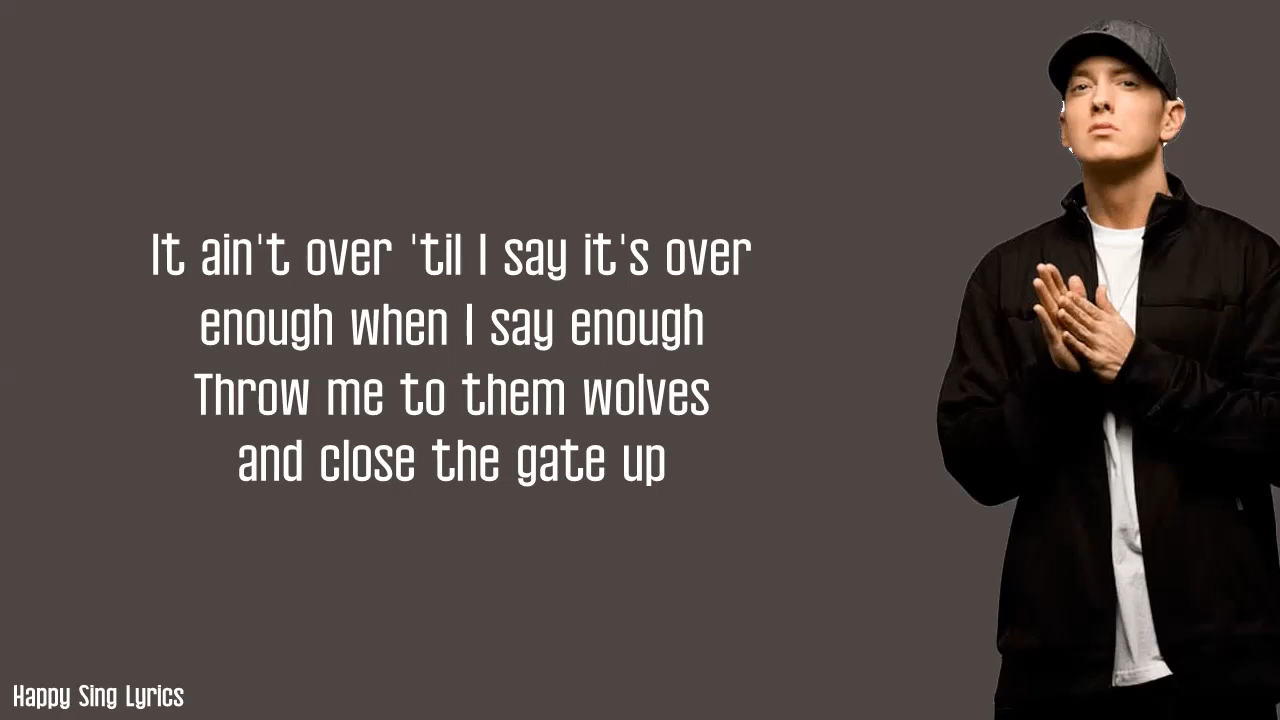 It ain't over 'til I say it's over
enough when I say enough
Throw me to them wolves
and close the gate up
Happy Sing Lyrics